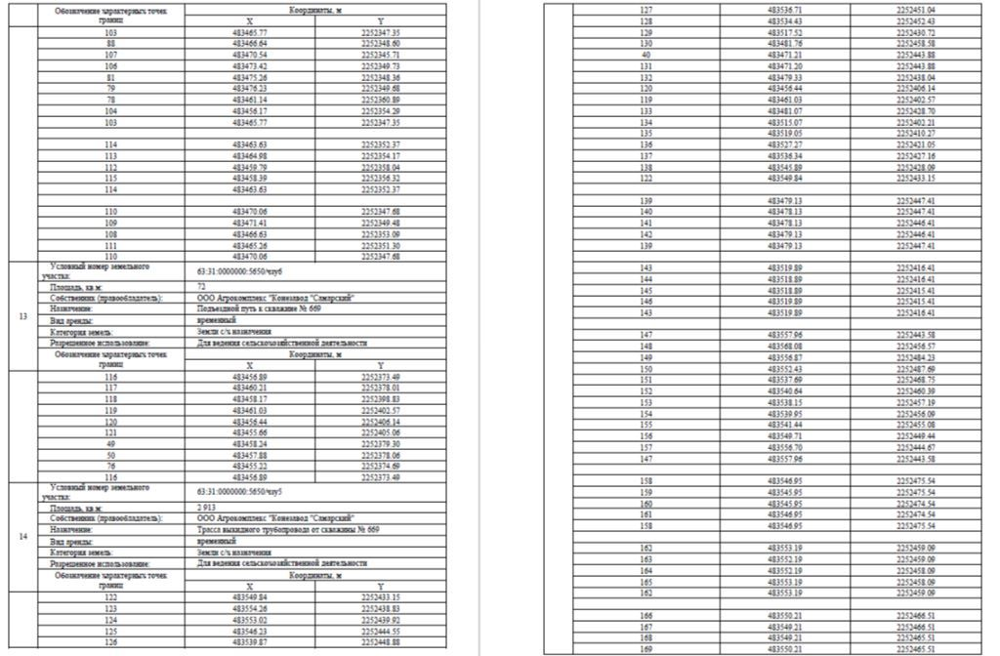 Обозначение характерных точек границ | Координаты, м
X | Y
103 | 483465.77 | 2252347.35
88 | 483466.64 | 2252348.60
107 | 483470.54 | 2252345.71
106 | 483473.42 | 2252349.73
81 | 483475.26 | 2252348.36
79 | 483476.23 | 2252349.68
78 | 483461.14 | 2252360.89
104 | 483456.17 | 2252354.29
103 | 483465.77 | 2252347.35
114 | 483463.63 | 2252352.37
113 | 483464.98 | 2252354.17
112 | 483459.79 | 2252358.04
115 | 483458.39 | 2252356.32
114 | 483463.63 | 2252352.37
110 | 483470.06 | 2252347.68
109 | 483471.41 | 2252349.48
108 | 483466.63 | 2252353.09
111 | 483465.26 | 2252351.30
110 | 483470.06 | 2252347.68
13
Условный номер земельного участка: | 63:31:0000000:5650/чзу6
Площадь, кв.м: | 72
Собственник (правообладатель): | ООО Агрокомплекс "Конезавод "Самарский"
Назначение: | Подъездной путь к скважине № 669
Вид аренды: | временный
Категория земель: | Земли с/х назначения
Разрешенное использование: | Для ведения сельскохозяйственной деятельности
Обозначение характерных точек границ | Координаты, м
X | Y
116 | 483456.89 | 2252373.49
117 | 483460.21 | 2252378.01
118 | 483458.17 | 2252398.83
119 | 483461.03 | 2252402.57
120 | 483456.44 | 2252406.14
121 | 483455.66 | 2252405.06
49 | 483458.24 | 2252379.30
50 | 483457.88 | 2252378.06
76 | 483455.22 | 2252374.69
116 | 483456.89 | 2252373.49
14
Условный номер земельного участка: | 63:31:0000000:5650/чзу5
Площадь, кв.м: | 2 913
Собственник (правообладатель): | ООО Агрокомплекс "Конезавод "Самарский"
Назначение: | Трасса выкидного трубопровода от скважины № 669
Вид аренды: | временный
Категория земель: | Земли с/х назначения
Разрешенное использование: | Для ведения сельскохозяйственной деятельности
Обозначение характерных точек границ | Координаты, м
X | Y
122 | 483549.84 | 2252433.15
123 | 483554.26 | 2252438.83
124 | 483553.02 | 2252439.92
125 | 483546.23 | 2252444.55
126 | 483539.87 | 2252448.88
127 | 483536.71 | 2252451.04
128 | 483534.43 | 2252452.43
129 | 483517.52 | 2252430.72
130 | 483481.76 | 2252458.58
40 | 483471.21 | 2252443.88
131 | 483471.20 | 2252443.88
132 | 483479.33 | 2252438.04
120 | 483456.44 | 2252406.14
119 | 483461.03 | 2252402.57
133 | 483481.07 | 2252428.70
134 | 483515.07 | 2252402.21
135 | 483519.05 | 2252410.27
136 | 483527.27 | 2252421.05
137 | 483536.34 | 2252427.16
138 | 483545.89 | 2252428.09
122 | 483549.84 | 2252433.15
139 | 483479.13 | 2252447.41
140 | 483478.13 | 2252447.41
141 | 483478.13 | 2252446.41
142 | 483479.13 | 2252446.41
139 | 483479.13 | 2252447.41
143 | 483519.89 | 2252416.41
144 | 483518.89 | 2252416.41
145 | 483518.89 | 2252415.41
146 | 483519.89 | 2252415.41
143 | 483519.89 | 2252416.41
147 | 483557.96 | 2252443.58
148 | 483568.08 | 2252456.57
149 | 483556.87 | 2252484.23
150 | 483552.43 | 2252487.69
151 | 483537.69 | 2252468.75
152 | 483540.64 | 2252460.39
153 | 483538.15 | 2252457.19
154 | 483539.95 | 2252456.09
155 | 483541.44 | 2252455.08
156 | 483549.71 | 2252449.44
157 | 483556.70 | 2252444.67
147 | 483557.96 | 2252443.58
158 | 483546.95 | 2252475.54
159 | 483545.95 | 2252475.54
160 | 483545.95 | 2252474.54
161 | 483546.95 | 2252474.54
158 | 483546.95 | 2252475.54
162 | 483553.19 | 2252459.09
163 | 483552.19 | 2252459.09
164 | 483552.19 | 2252458.09
165 | 483553.19 | 2252458.09
162 | 483553.19 | 2252459.09
166 | 483550.21 | 2252466.51
167 | 483549.21 | 2252466.51
168 | 483549.21 | 2252465.51
169 | 483550.21 | 2252465.51